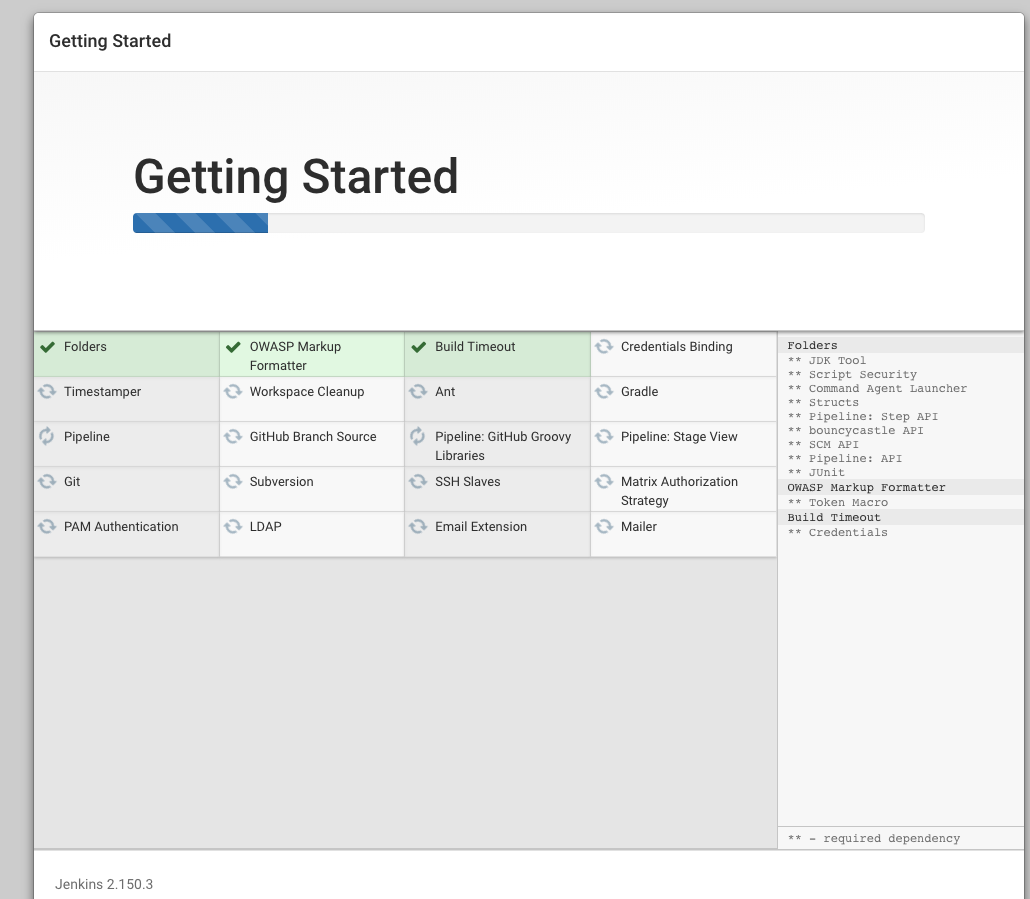 Getting Started
Getting Started
Folders
OWASP Markup
Formatter
Build Timeout
Credentials Binding
Timestamper
Workspace Cleanup
Ant
Gradle
Pipeline
GitHub Branch Source
Pipeline: GitHub Groovy
Libraries
Pipeline: Stage View
Git
Subversion
SSH Slaves
Matrix Authorization
Strategy
PAM Authentication
LDAP
Email Extension
Mailer
Folders
** JDK Tool
** Script Security
** Command Agent Launcher
** Structs
** Pipeline: Step API
** bouncycastle API
** SCM API
** Pipeline: API
** JUnit
OWASP Markup Formatter
** Token Macro
Build Timeout
** Credentials
** - required dependency
Jenkins 2.150.3